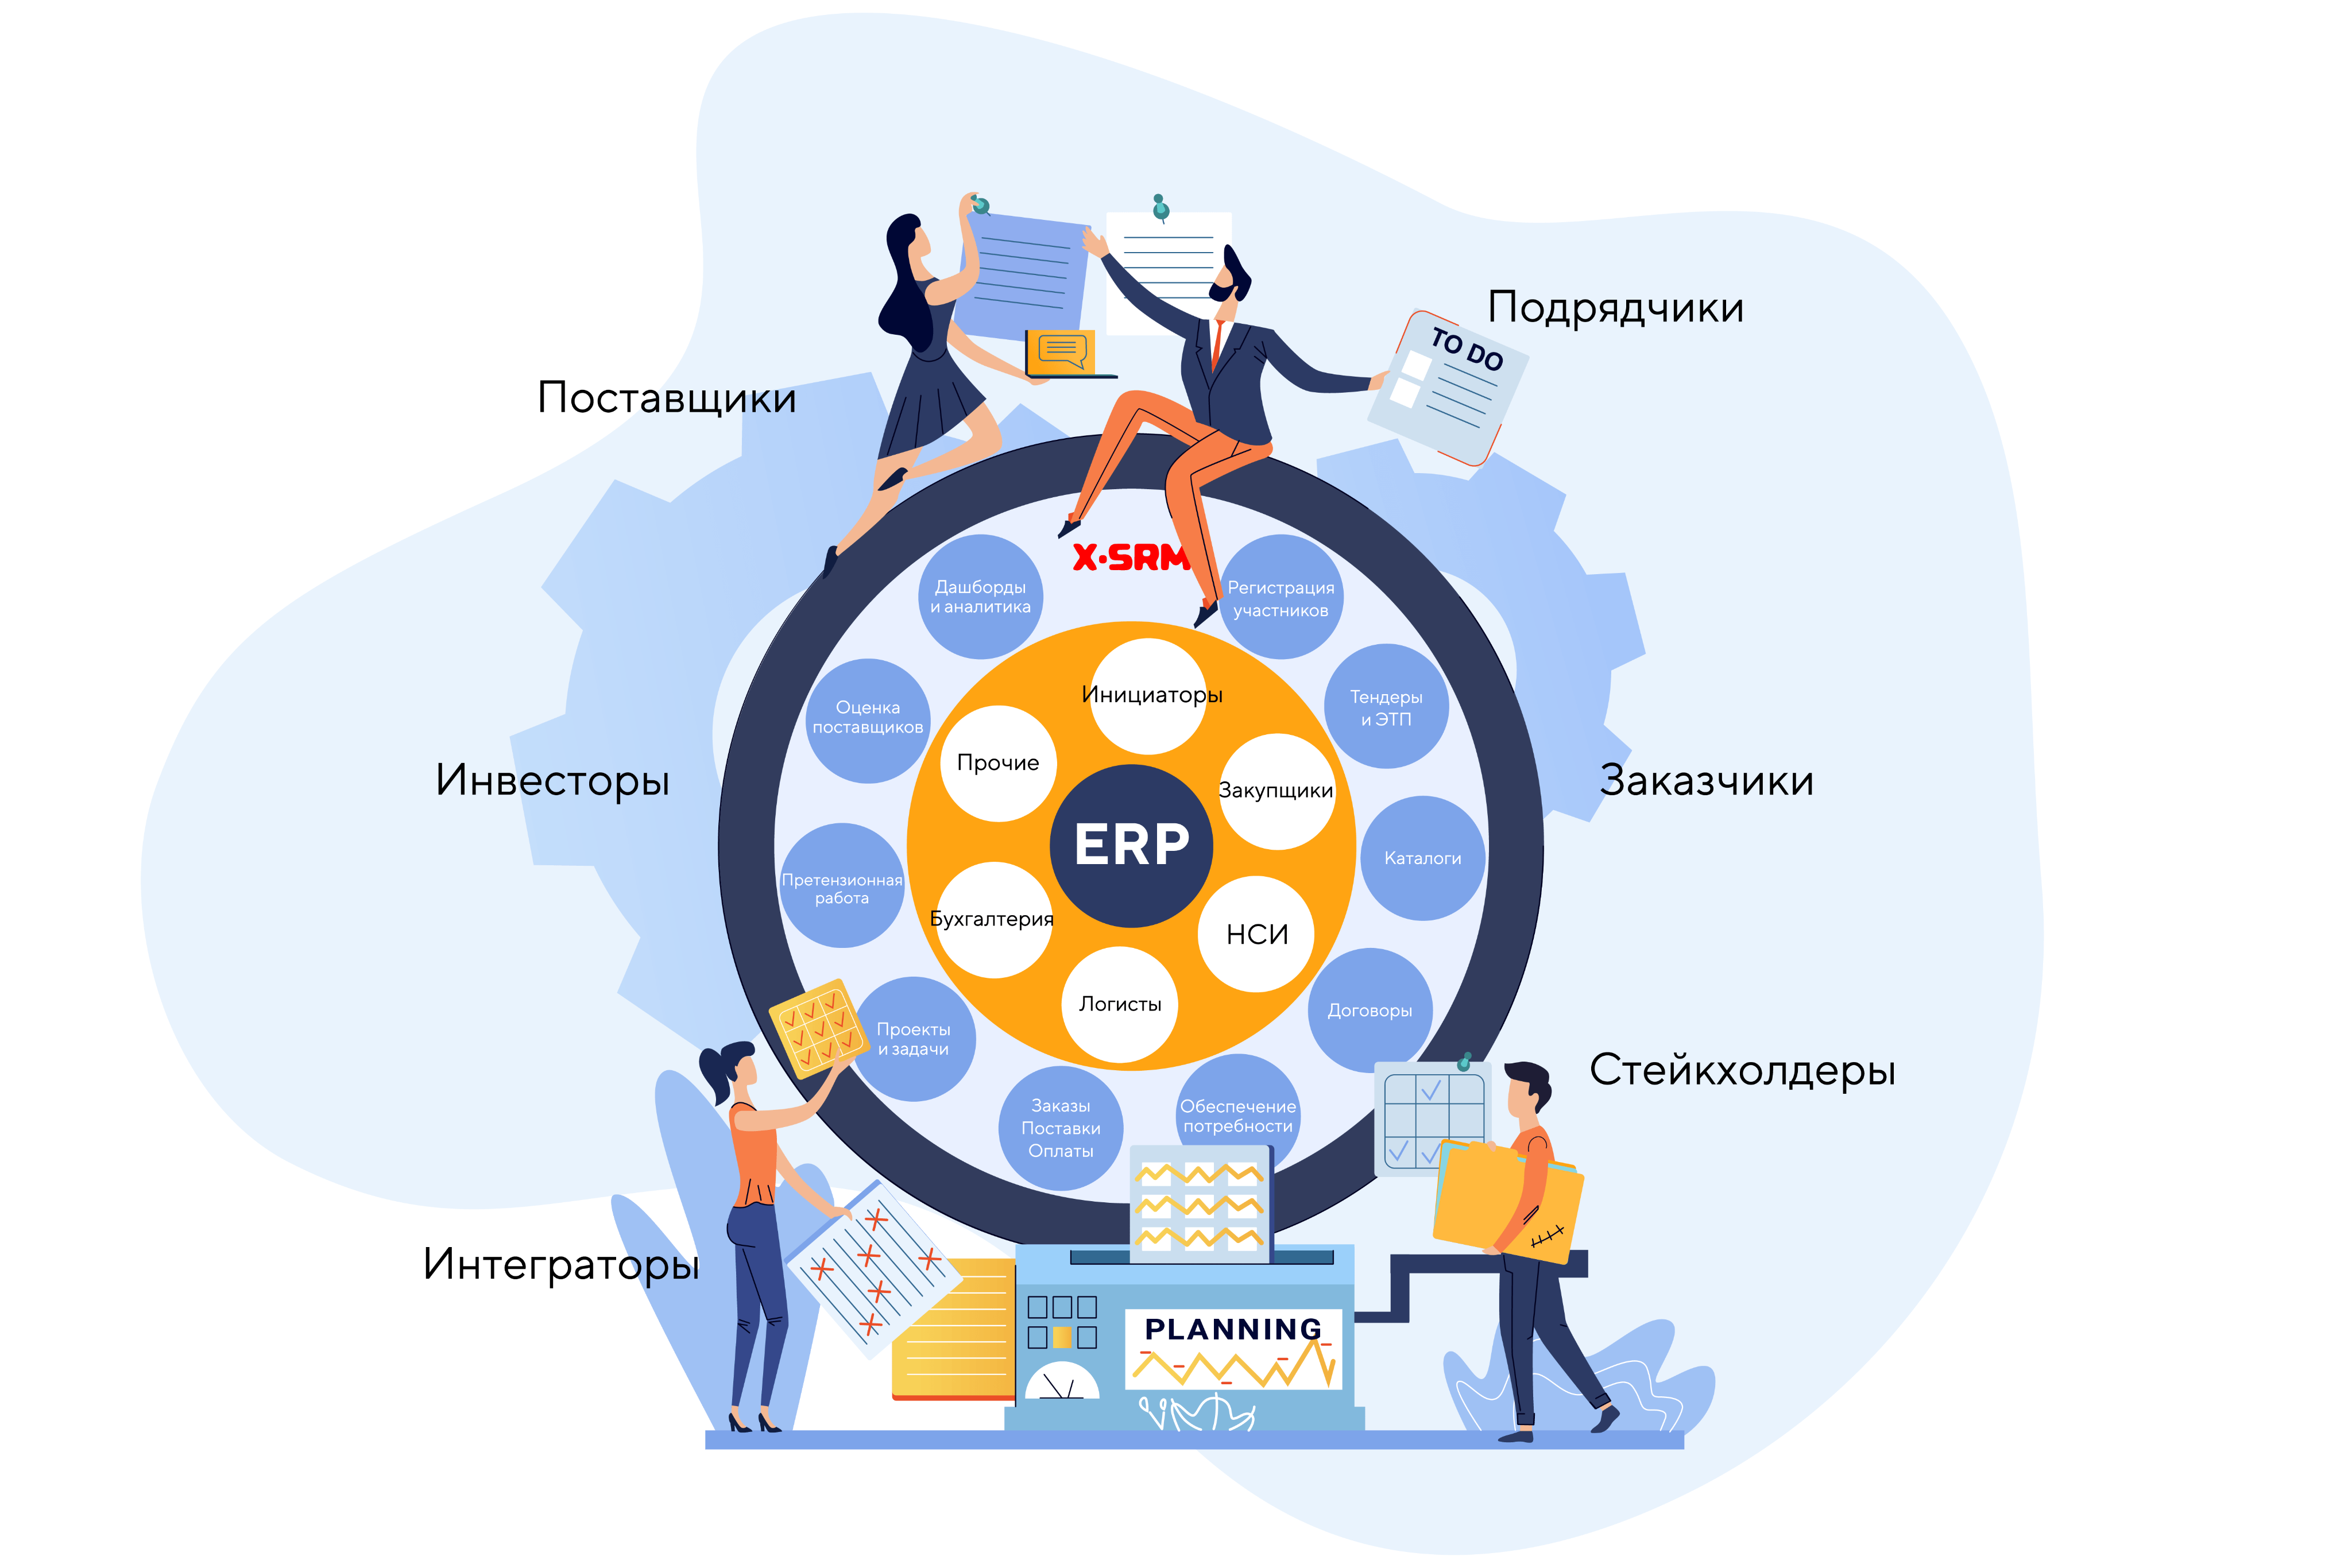 Подрядчики
TO DO
Поставщики
X·SRM
Дашборды
и аналитика
Регистрация
участников
Оценка
поставщиков
Инициаторы
Тендеры
и ЭТП
Прочие
Инвесторы
Закупщики
Заказчики
ERP
Каталоги
Претензионная
работа
Бухгалтерия
НСИ
Логисты
Договоры
Проекты
и задачи
Стейкхолдеры
Заказы
Поставки
Оплаты
Обеспечение
потребности
Интеграторы
PLANNING